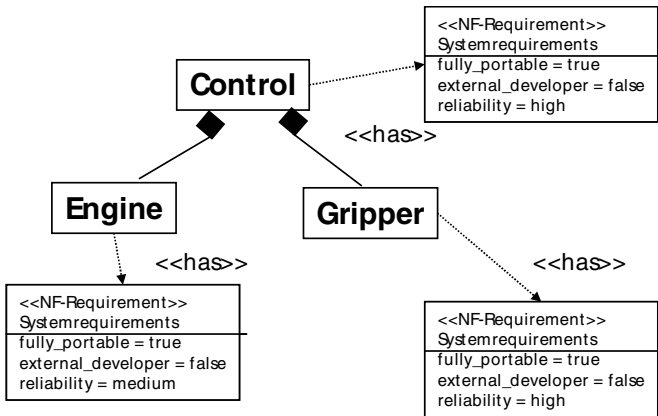 <<NF-Requirement>>
Systemrequirements
fully_portable = true
external_developer = false
reliability = high
Control
<<has>>
Engine
Gripper
<<has>>
<<has>>
<<NF-Requirement>>
Systemrequirements
fully_portable = true
external_developer = false
reliability = medium
<<NF-Requirement>>
Systemrequirements
fully_portable = true
external_developer = false
reliability = high